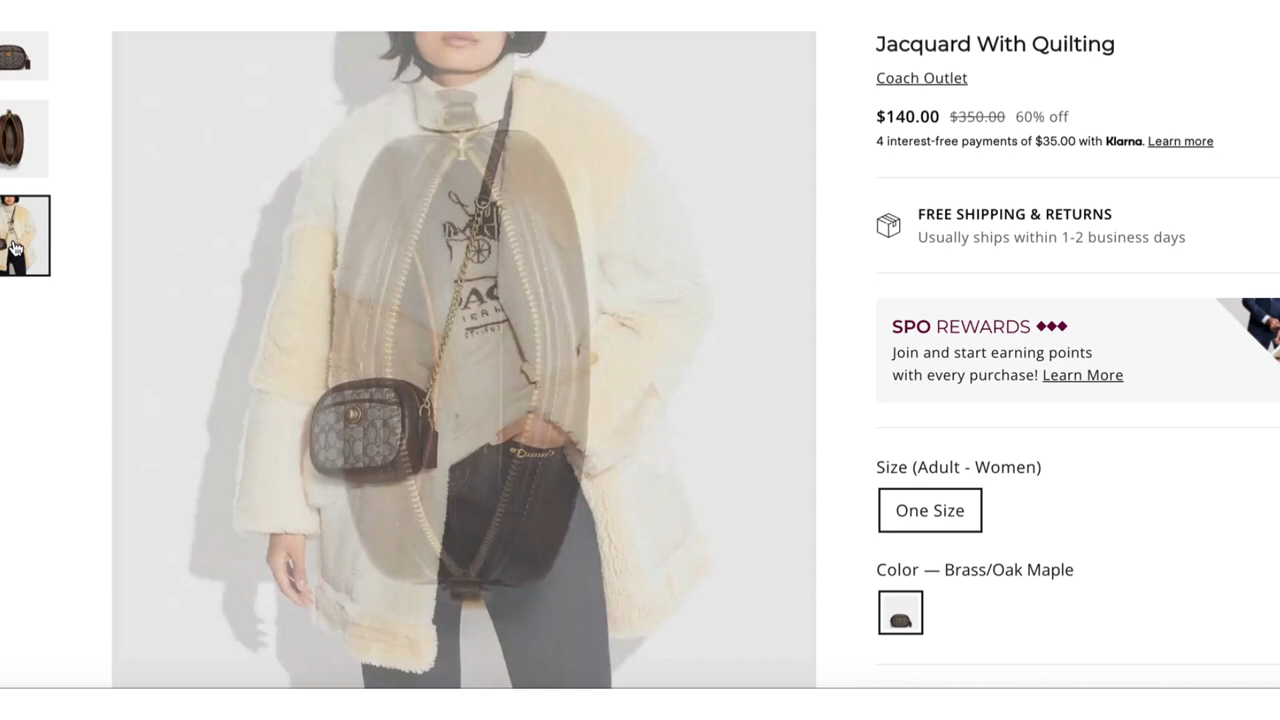 Jacquard With Quilting
Coach Outlet
$140.00 $350.00 60% off
4 interest-free payments of $35.00 with Klarna. Learn more
FREE SHIPPING & RETURNS
Usually ships within 1-2 business days
SPO REWARDS
Join and start earning points
with every purchase! Learn More
Size (Adult - Women)
One Size
Color — Brass/Oak Maple